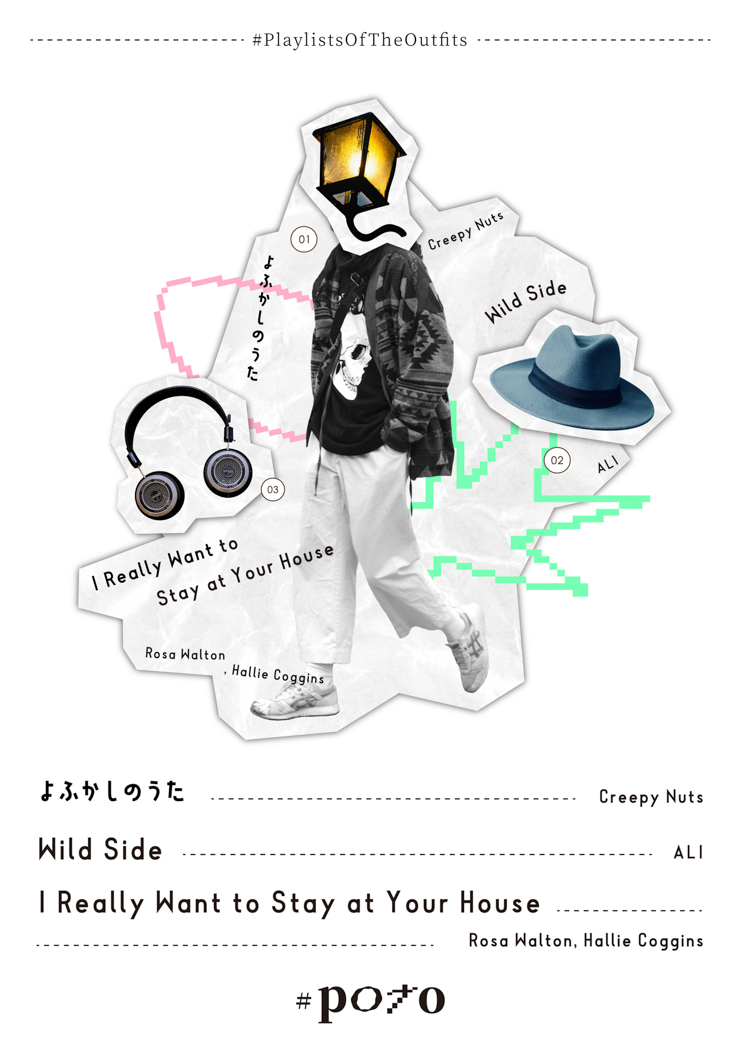 #PlaylistsOfTheOutfits
01
よふかしのうた
Creepy Nuts
Wild Side
02
ALI
03
I Really Want to
Stay at Your House
Rosa Walton
, Hallie Coggins
よふかしのうた Creepy Nuts
Wild Side ALI
I Really Want to Stay at Your House
Rosa Walton, Hallie Coggins